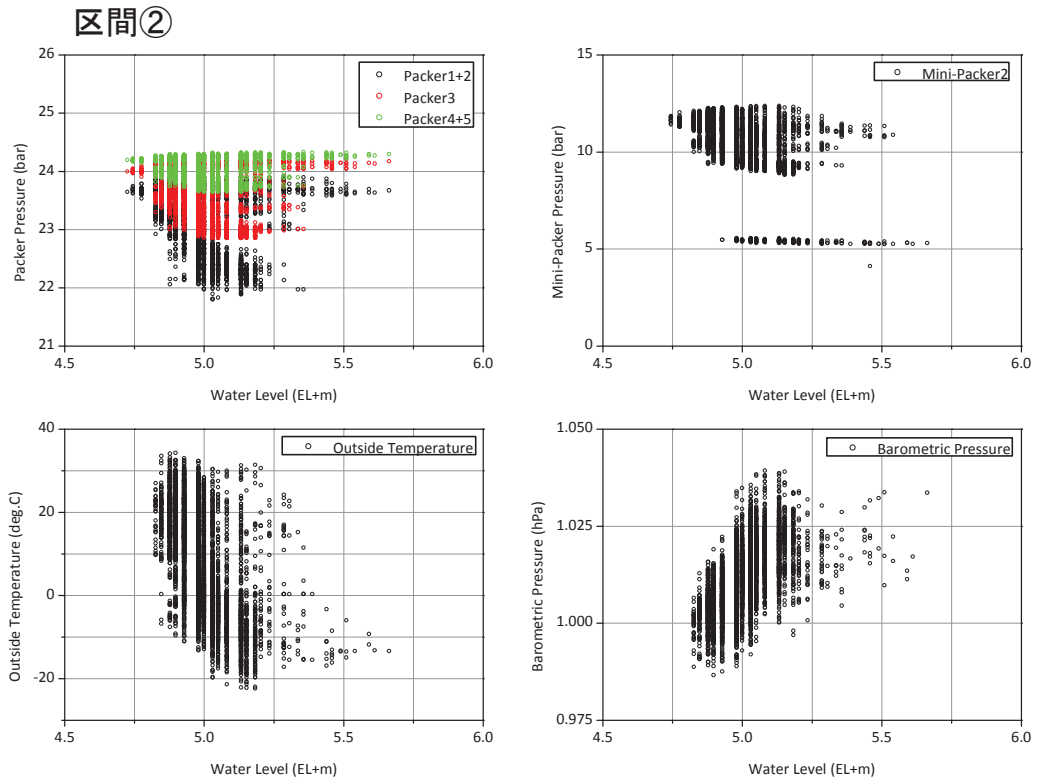 区間②
26
25
24
23
22
21
Packer Pressure (bar)
Packer1+2
Packer3
Packer4+5
4.5
5.0
5.5
6.0
Water Level (EL+m)
15
10
5
0
Mini-Packer Pressure (bar)
Mini-Packer2
4.5
5.0
5.5
6.0
Water Level (EL+m)
40
20
0
-20
Outside Temperature (deg.C)
Outside Temperature
4.5
5.0
5.5
6.0
Water Level (EL+m)
1.050
1.025
1.000
0.975
Barometric Pressure (hPa)
Barometric Pressure
4.5
5.0
5.5
6.0
Water Level (EL+m)